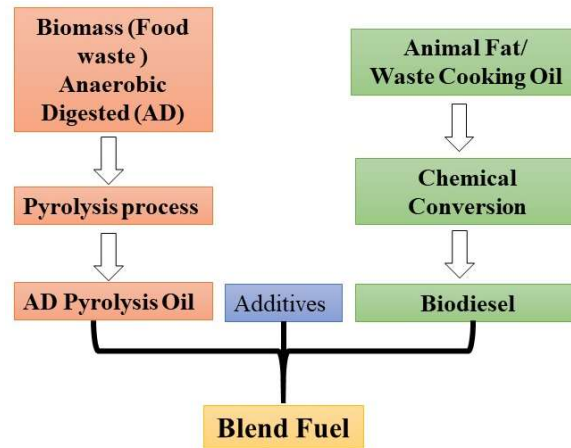 Biomass (Food
waste )
Anaerobic
Digested (AD)
Pyrolysis process
AD Pyrolysis Oil
Animal Fat/
Waste Cooking Oil
Chemical
Conversion
Biodiesel
Additives
Blend Fuel